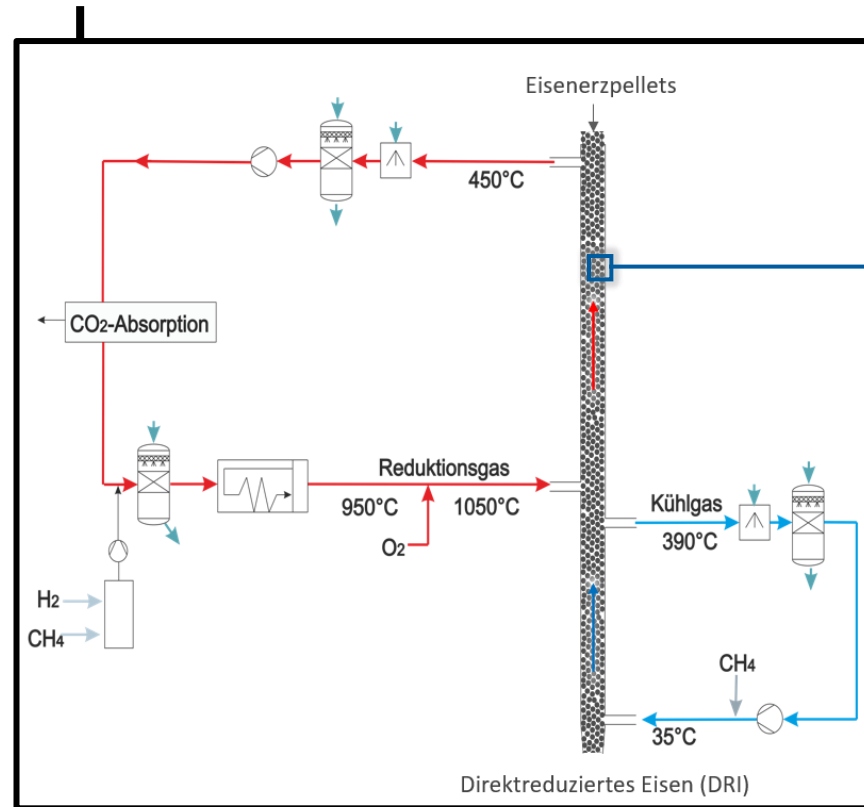 Eisenerzpellets
450°C
CO2-Absorption
Reduktionsgas
950°C
1050°C
O2
Kühlgas
390°C
H2
CH4
CH4
35°C
Direktreduziertes Eisen (DRI)